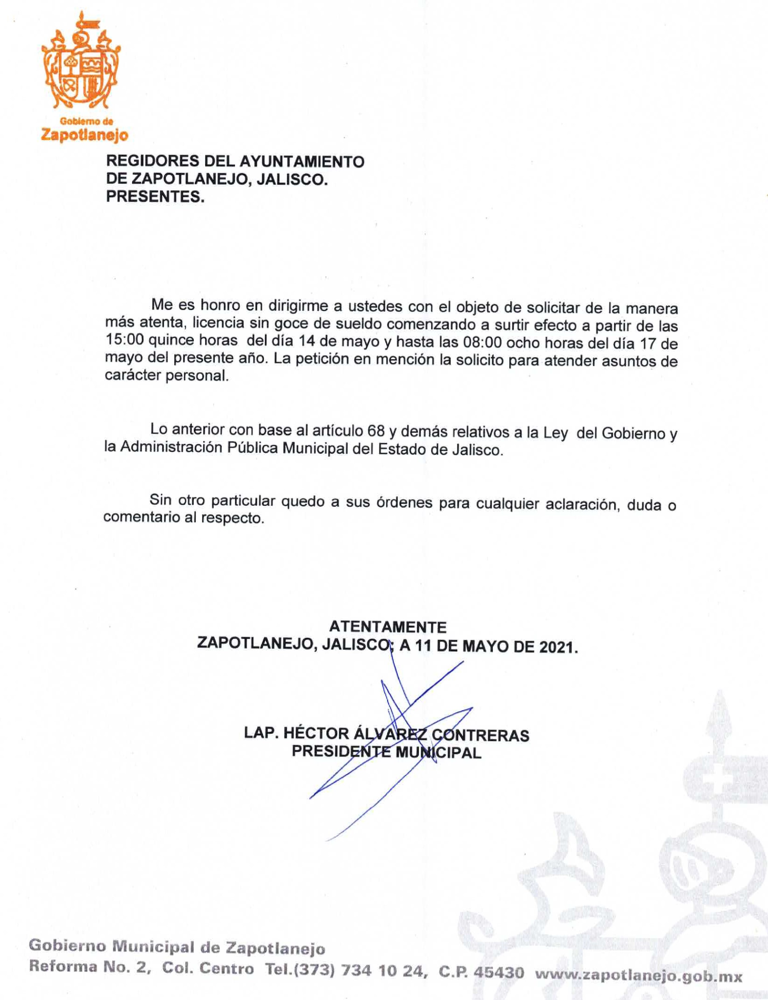 Gobierno de
Zapotlanejo
REGIDORES DEL AYUNTAMIENTO
DE ZAPOTLANEJO, JALISCO.
PRESENTES.
Me es honro en dirigirme a ustedes con el objeto de solicitar de la manera
más atenta, licencia sin goce de sueldo comenzando a surtir efecto a partir de las
15:00 quince horas del día 14 de mayo y hasta las 08:00 ocho horas del día 17 de
mayo del presente año. La petición en mención la solicito para atender asuntos de
carácter personal.
Lo anterior con base al artículo 68 y demás relativos a la Ley del Gobierno y
la Administración Pública Municipal del Estado de Jalisco.
Sin otro particular quedo a sus órdenes para cualquier aclaración, duda o
comentario al respecto.
ATENTAMENTE
ZAPOTLANEJO, JALISCO; A 11 DE MAYO DE 2021.
LAP. HÉCTOR ÁLVAREZ CONTRERAS
PRESIDENTE MUNICIPAL
Gobierno Municipal de Zapotlanejo
Reforma No. 2, Col. Centro Tel.(373) 734 10 24, C.P. 45430 www.zapotlanejo.gob.mx